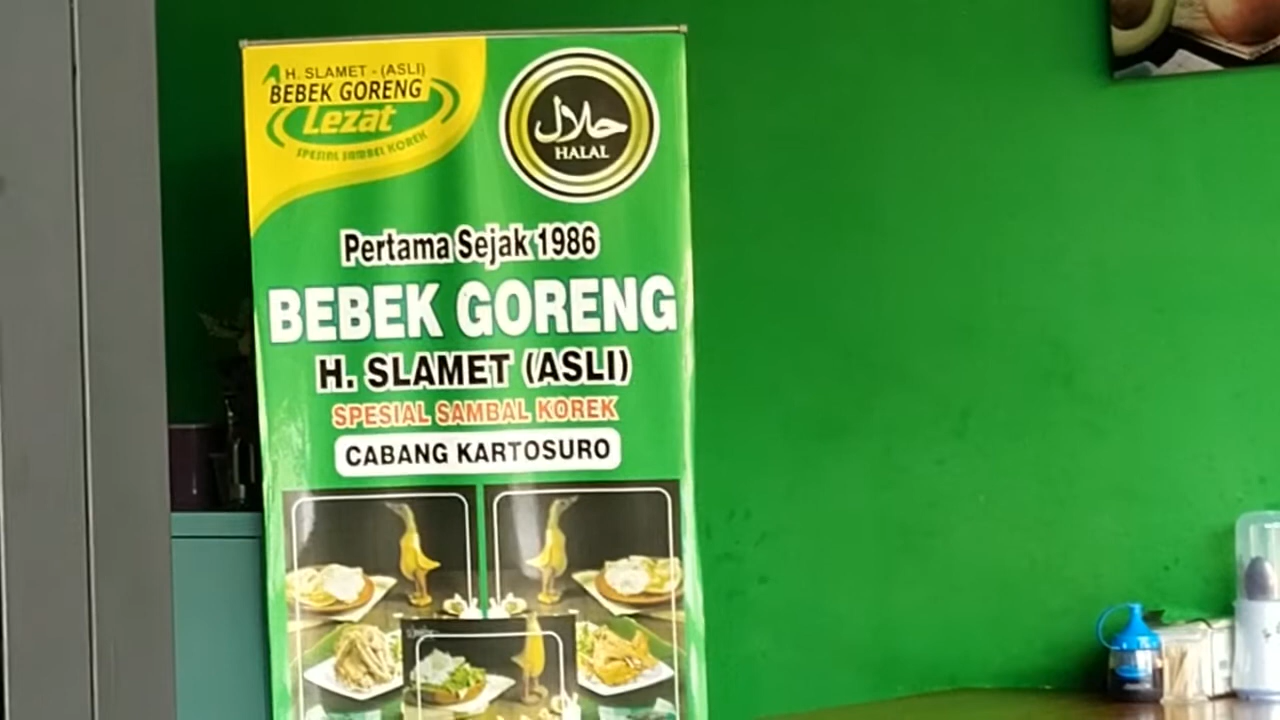 H. SLAMET - (ASLI)
BEBEK GORENG
Lezat
SPESIAL SAMBEL KOREK
حلال
HALAL
Pertama Sejak 1986
BEBEK GORENG
H. SLAMET (ASLI)
SPESIAL SAMBAL KOREK
CABANG KARTOSURO